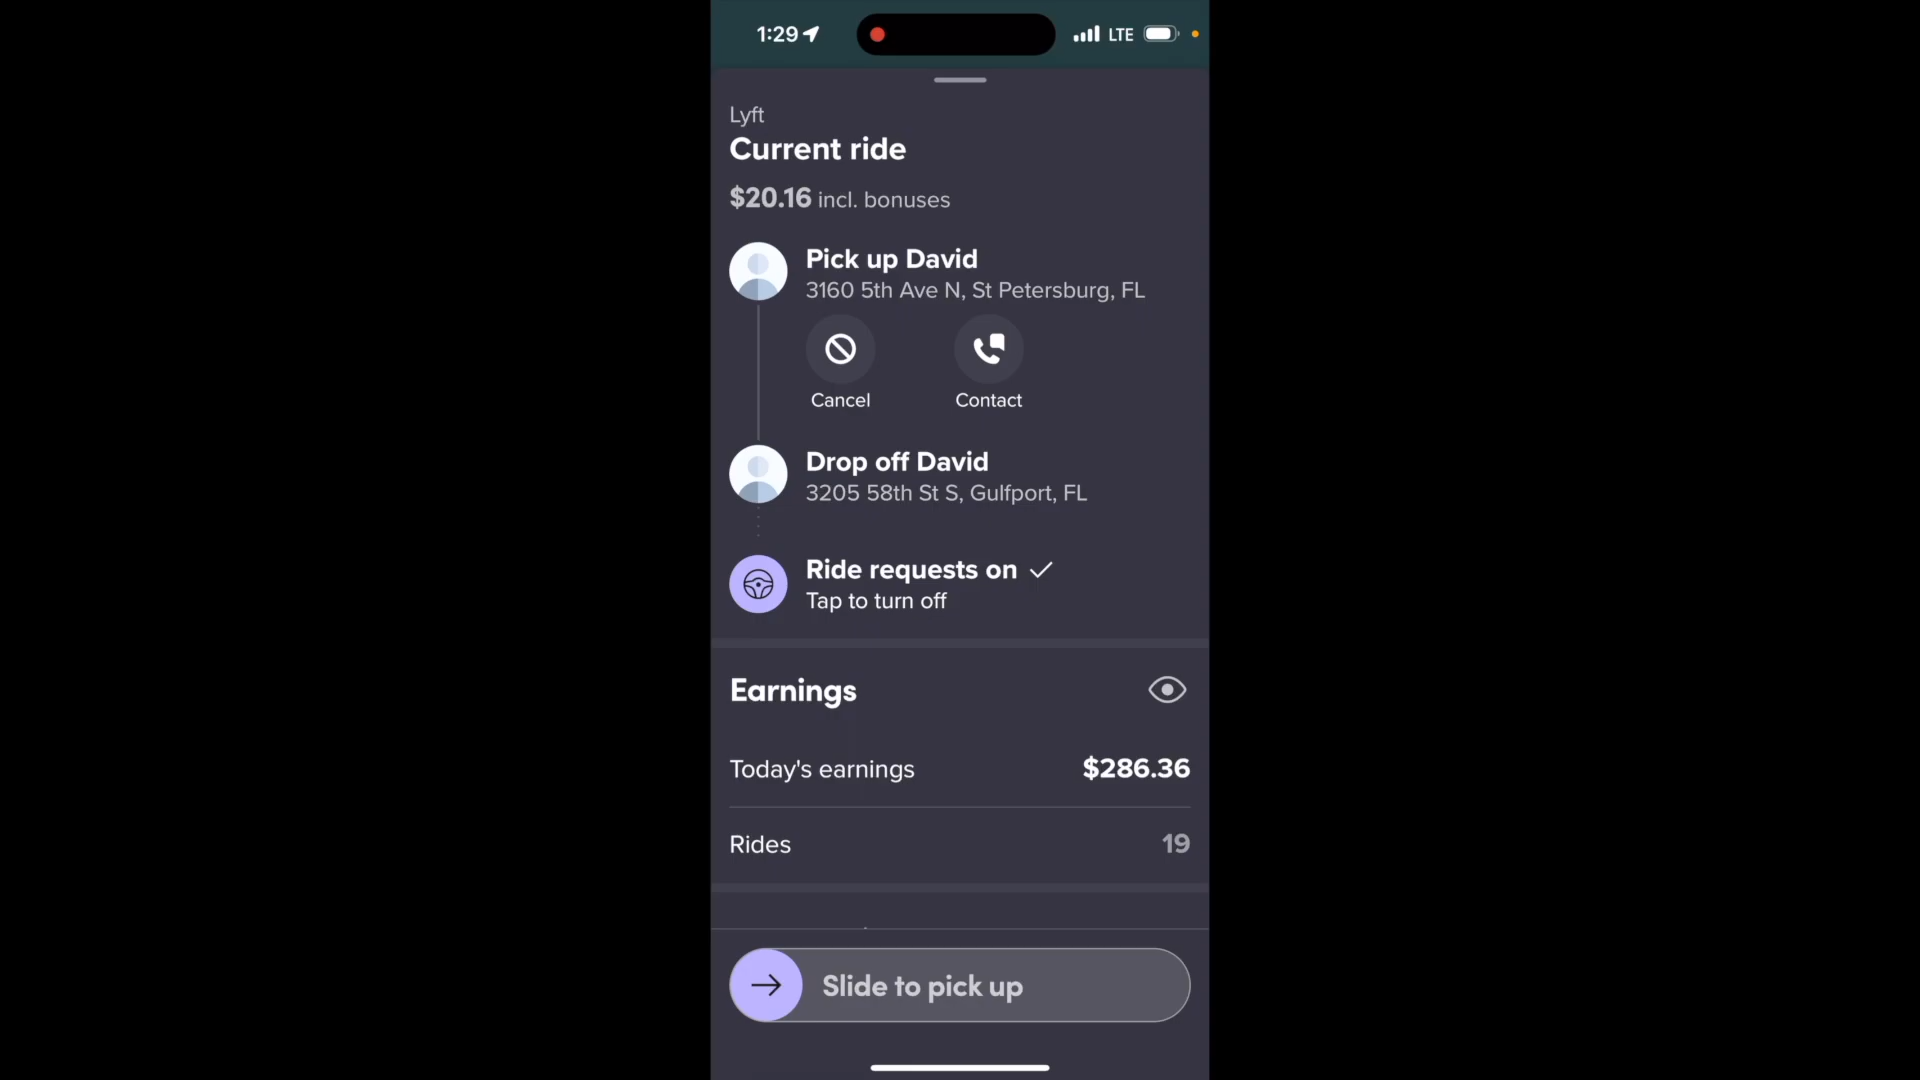 1:29
LTE
Lyft
Current ride
$20.16 incl. bonuses
Pick up David
3160 5th Ave N, St Petersburg, FL
Cancel
Contact
Drop off David
3205 58th St S, Gulfport, FL
Ride requests on
Tap to turn off
Earnings
Today's earnings
$286.36
Rides
19
Slide to pick up